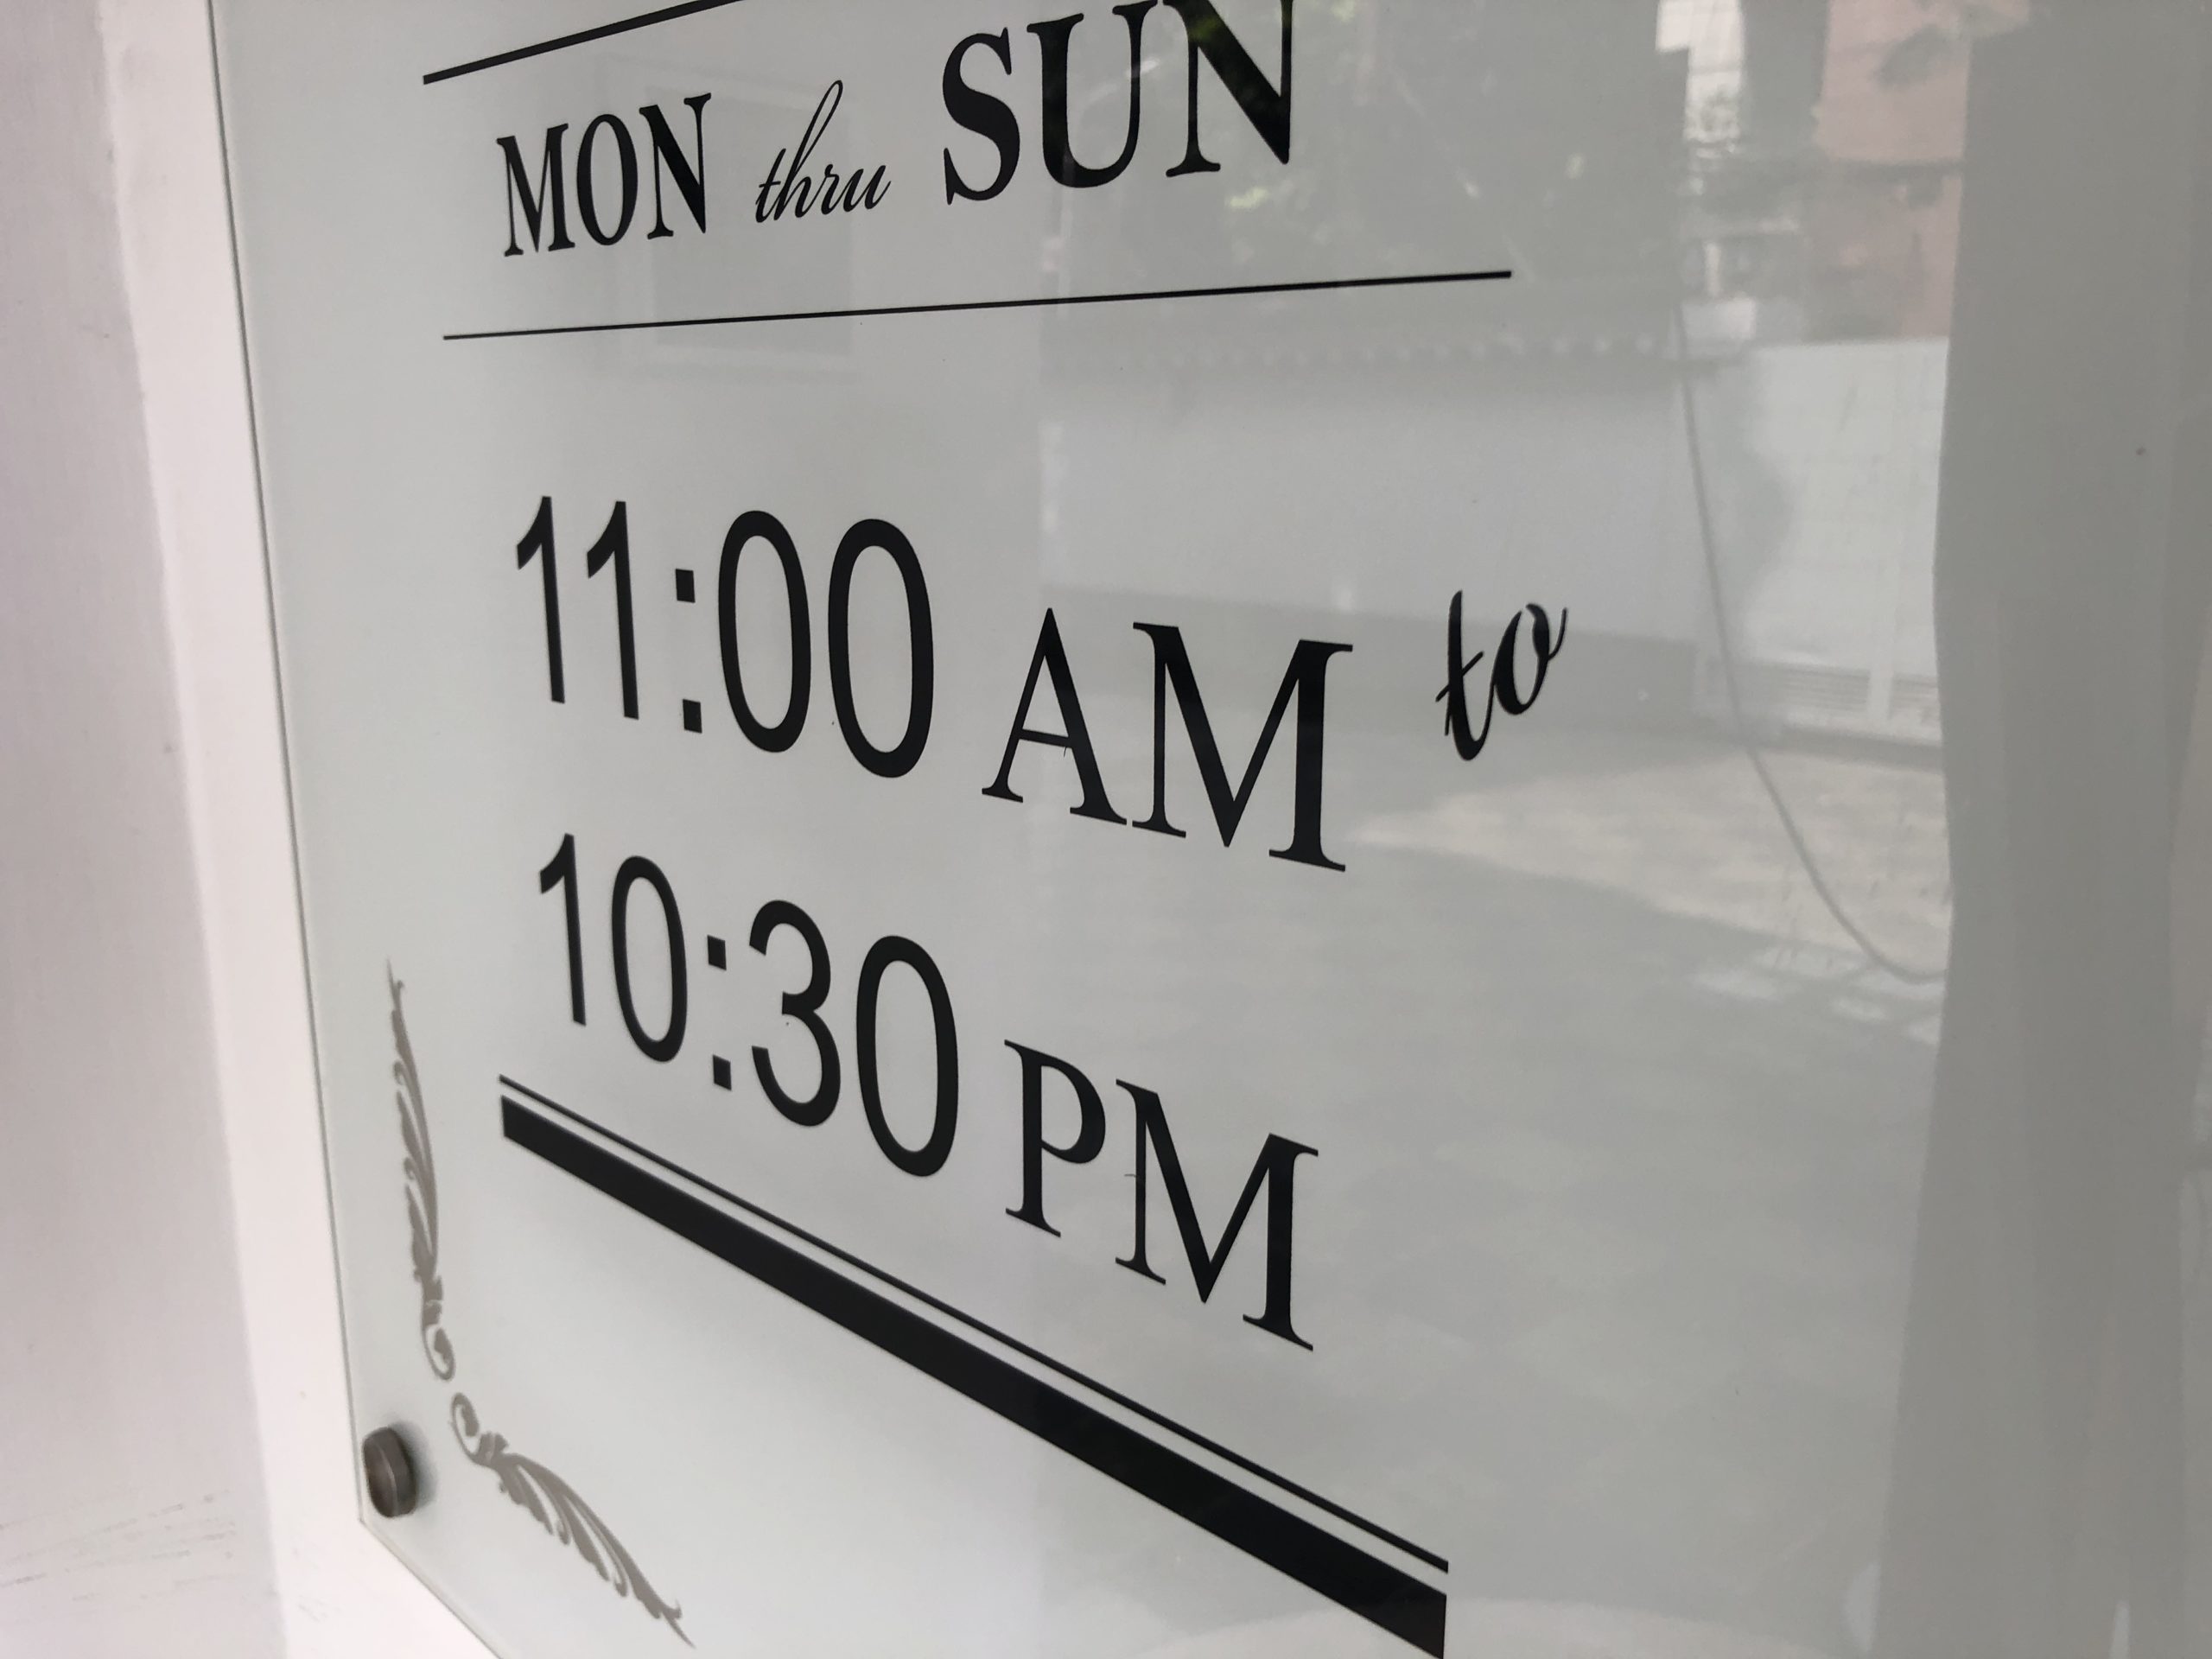 MON thru SUN
11:00 AM to
10:30 PM